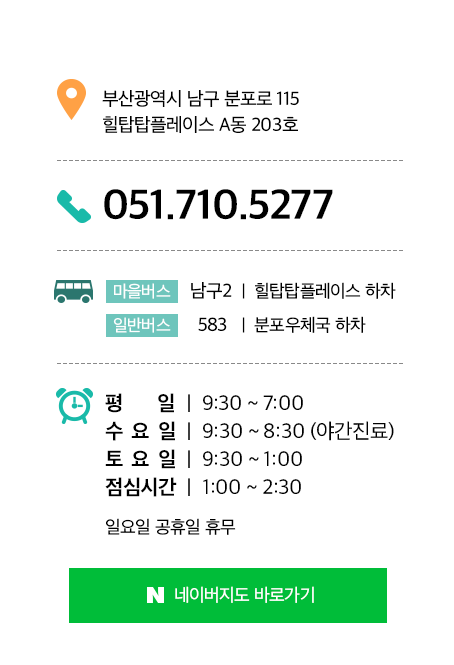 부산광역시 남구 분포로 115
힐탑탑플레이스 A동 203호
051.710.5277
마을버스 남구2 | 힐탑탑플레이스 하차
일반버스 583 | 분포우체국 하차
평 일 | 9:30 ~ 7:00
수 요 일 | 9:30 ~ 8:30 (야간진료)
토 요 일 | 9:30 ~ 1:00
점심시간 | 1:00 ~ 2:30
일요일 공휴일 휴무
N 네이버지도 바로가기